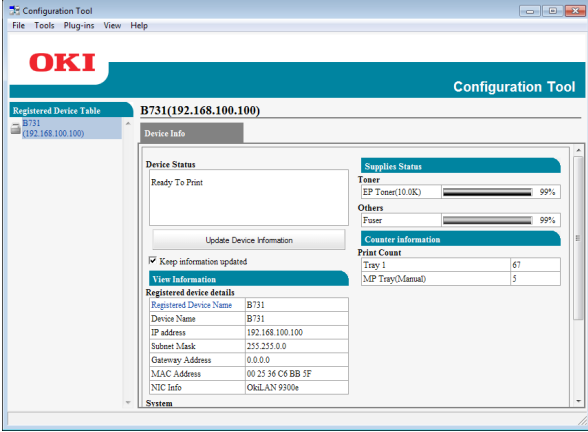 Configuration Tool
File Tools Plug-ins View Help
OKI
Configuration Tool
Registered Device Table
B731
(192.168.100.100)
B731(192.168.100.100)
Device Info
Device Status
Ready To Print
Update Device Information
Keep information updated
View Information
Registered device details
Registered Device Name B731
Device Name B731
IP address 192.168.100.100
Subnet Mask 255.255.0.0
Gateway Address 0.0.0.0
MAC Address 00 25 36 C6 BB 5F
NIC Info OkiLAN 9300e
System
Supplies Status
Toner
EP Toner(10.0K) 99%
Others
Fuser 99%
Counter information
Print Count
Tray 1 67
MP Tray(Manual) 5